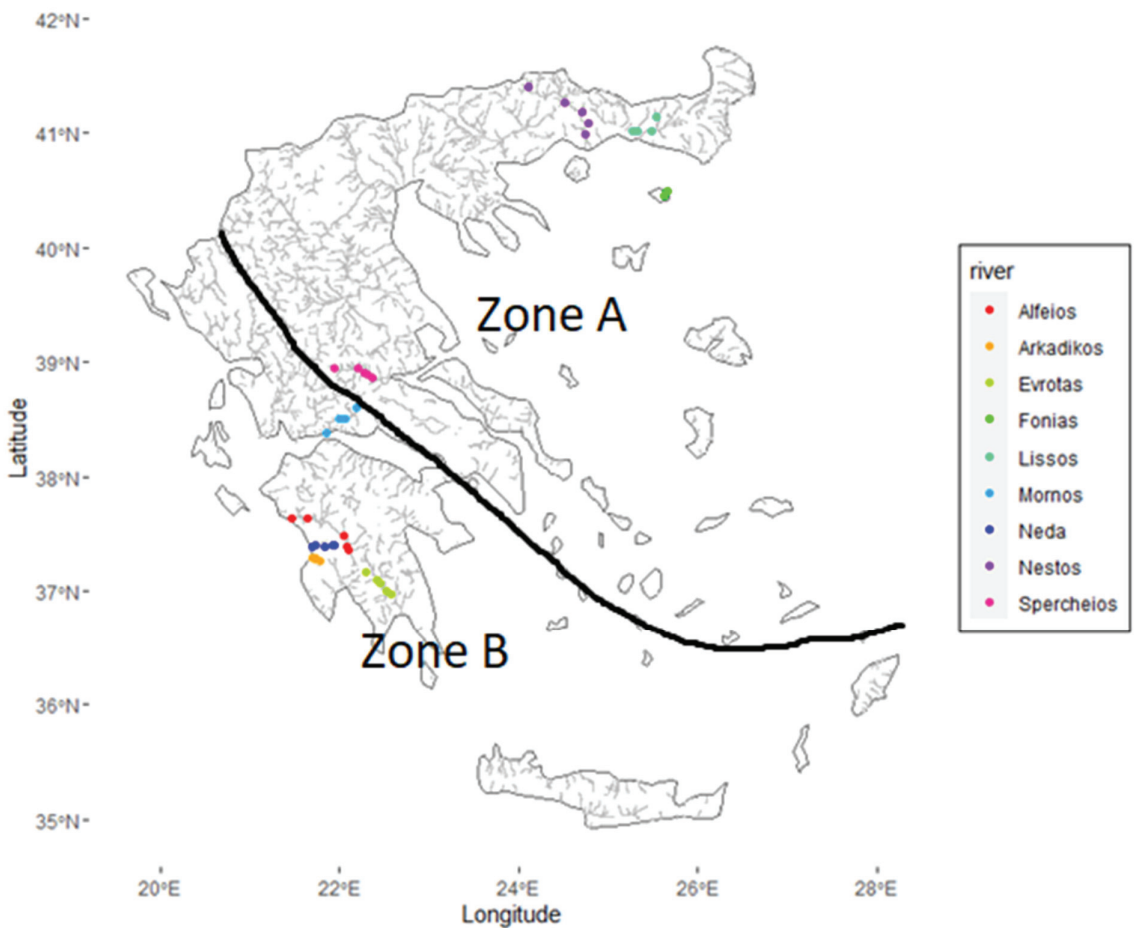 42°N
41°N
40°N
39°N
38°N
37°N
36°N
35°N
Latitude
Zone A
Zone B
20°E 22°E 24°E 26°E 28°E
Longitude
river
Alfeios
Arkadikos
Evrotas
Fonias
Lissos
Mornos
Neda
Nestos
Spercheios